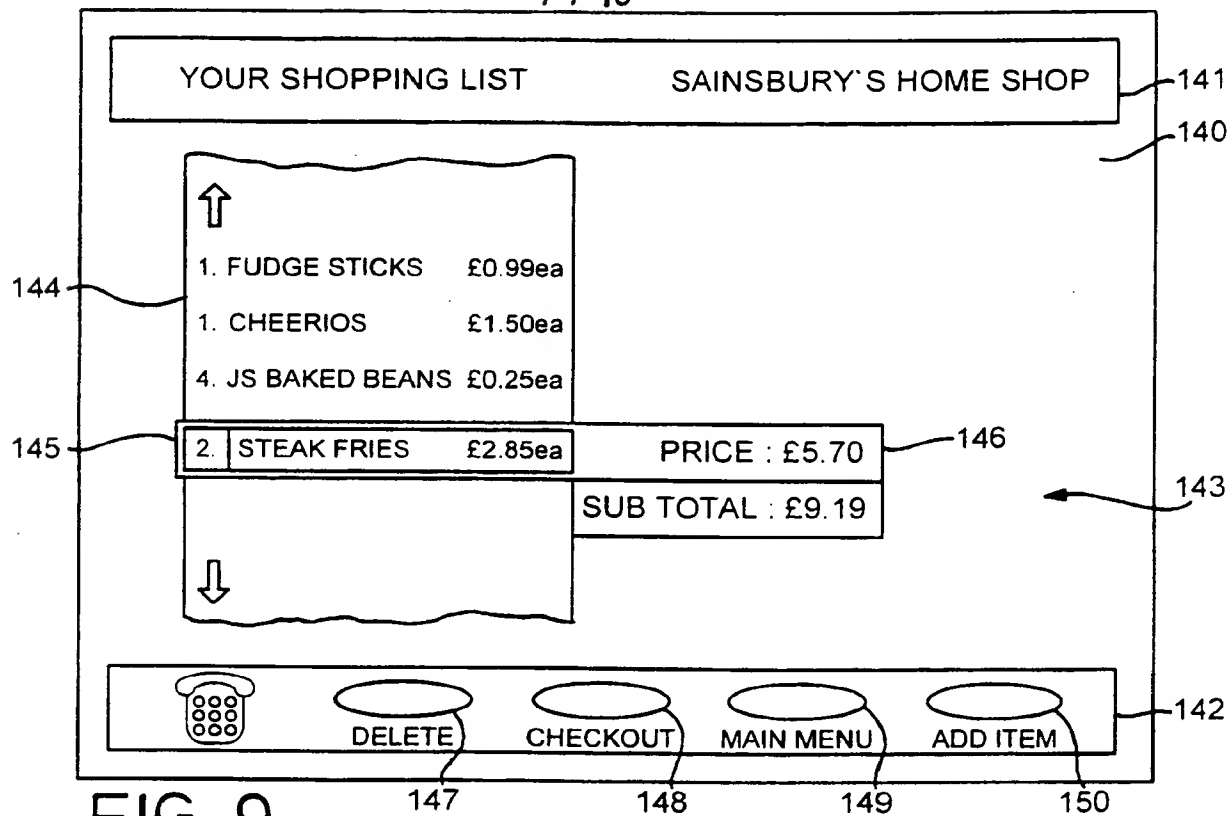 YOUR SHOPPING LIST SAINSBURY`S HOME SHOP
141
140
1. FUDGE STICKS £0.99ea
144
1. CHEERIOS £1.50ea
4. JS BAKED BEANS £0.25ea
145
2. STEAK FRIES £2.85ea PRICE : £5.70
146
143
SUB TOTAL : £9.19
142
DELETE CHECKOUT MAIN MENU ADD ITEM
147 148 149 150
FIG. 9